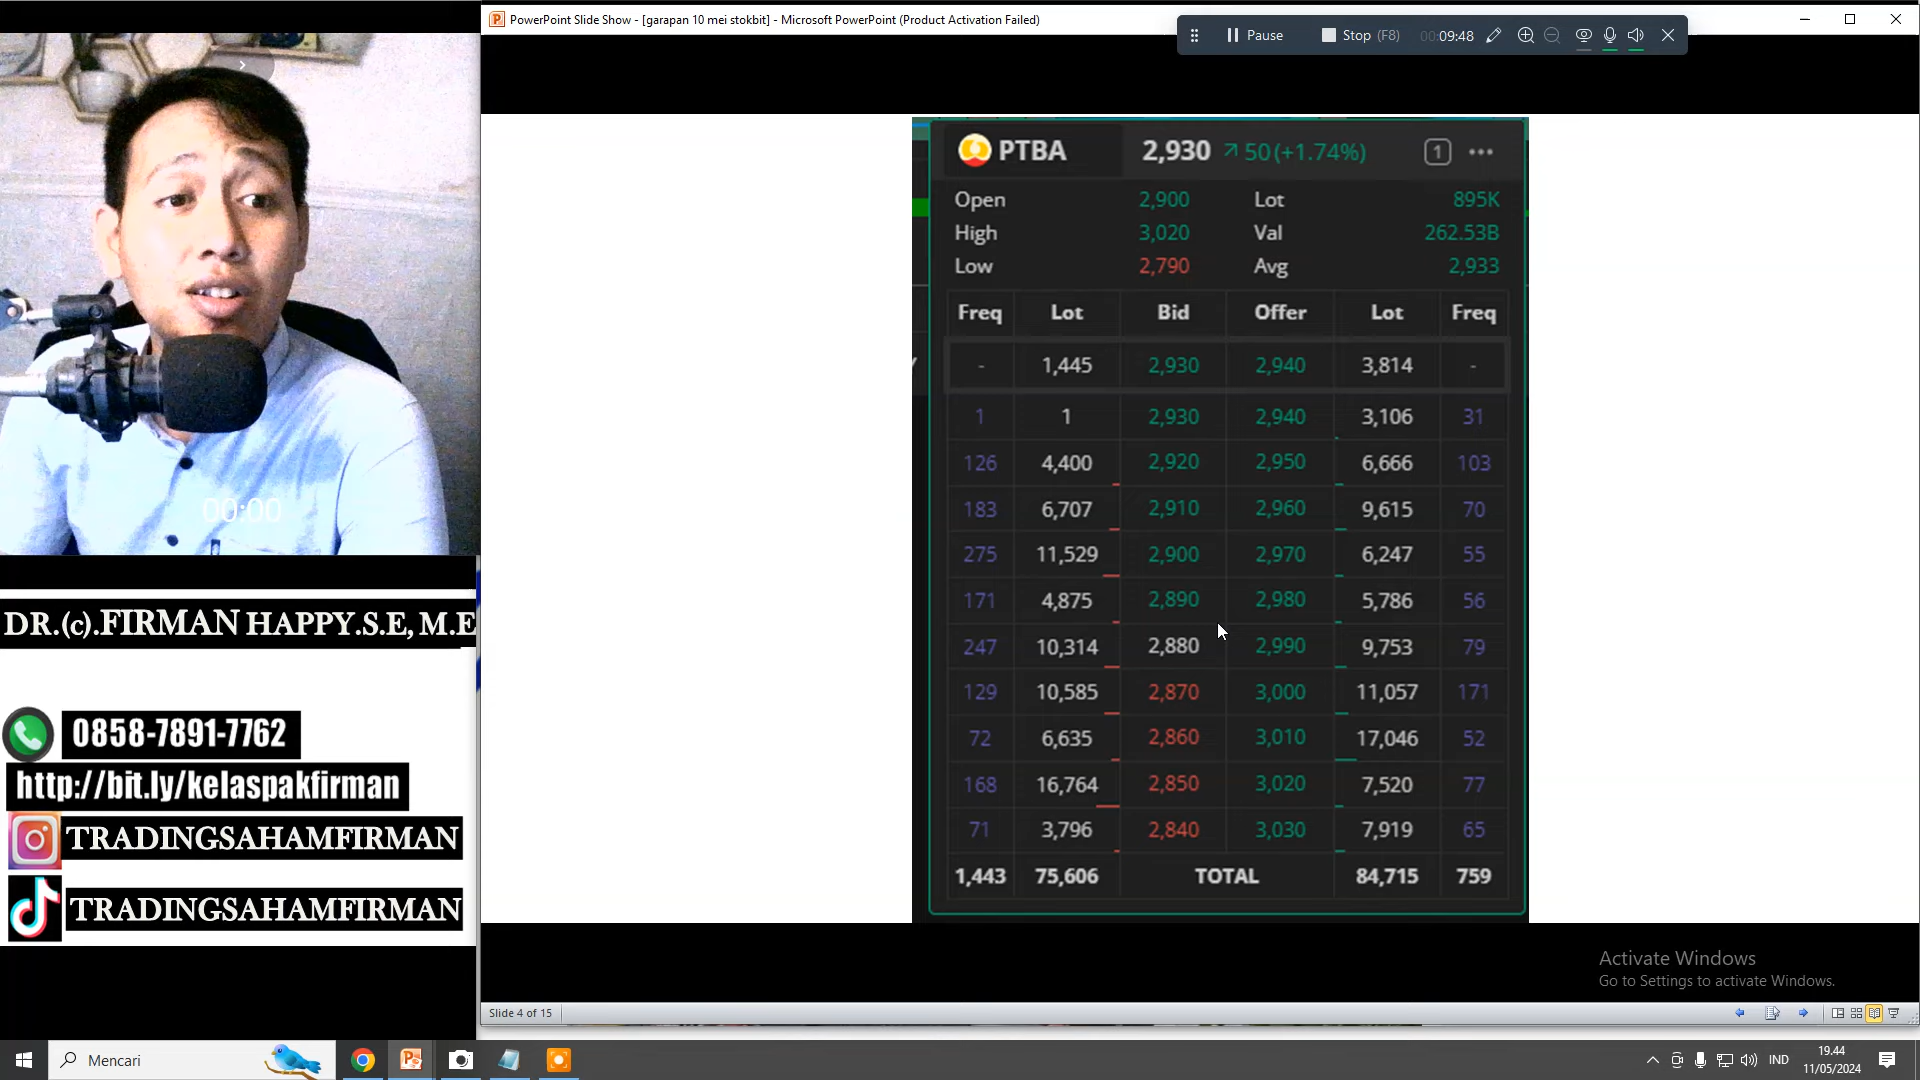 PowerPoint Slide Show - [garapan 10 mei stokbit] - Microsoft PowerPoint (Product Activation Failed)
Pause
Stop (F8)
00:09:48
PTBA 2,930 50 (+1.74%) 1
Open 2,900 Lot 895K
High 3,020 Val 262.53B
Low 2,790 Avg 2,933
Freq Lot Bid Offer Lot Freq
- 1,445 2,930 2,940 3,814 -
1 1 2,930 2,940 3,106 31
126 4,400 2,920 2,950 6,666 103
183 6,707 2,910 2,960 9,615 70
275 11,529 2,900 2,970 6,247 55
171 4,875 2,890 2,980 5,786 56
247 10,314 2,880 2,990 9,753 79
129 10,585 2,870 3,000 11,057 171
72 6,635 2,860 3,010 17,046 52
168 16,764 2,850 3,020 7,520 77
71 3,796 2,840 3,030 7,919 65
1,443 75,606 TOTAL 84,715 759
00:00
DR.(c).FIRMAN HAPPY.S.E, M.E
0858-7891-7762
http://bit.ly/kelaspakfirman
TRADINGSAHAMFIRMAN
TRADINGSAHAMFIRMAN
Activate Windows
Go to Settings to activate Windows.
Slide 4 of 15
Mencari
IND
19.44
11/05/2024